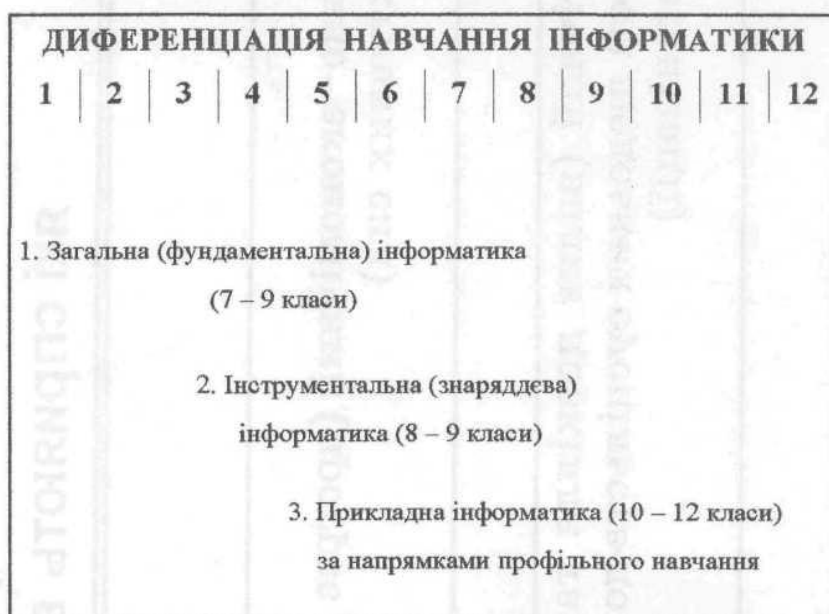 ДИФЕРЕНЦІАЦІЯ НАВЧАННЯ ІНФОРМАТИКИ
1 | 2 | 3 | 4 | 5 | 6 | 7 | 8 | 9 | 10 | 11 | 12
1. Загальна (фундаментальна) інформатика
(7 – 9 класи)
2. Інструментальна (знаряддєва)
інформатика (8 – 9 класи)
3. Прикладна інформатика (10 – 12 класи)
за напрямками профільного навчання